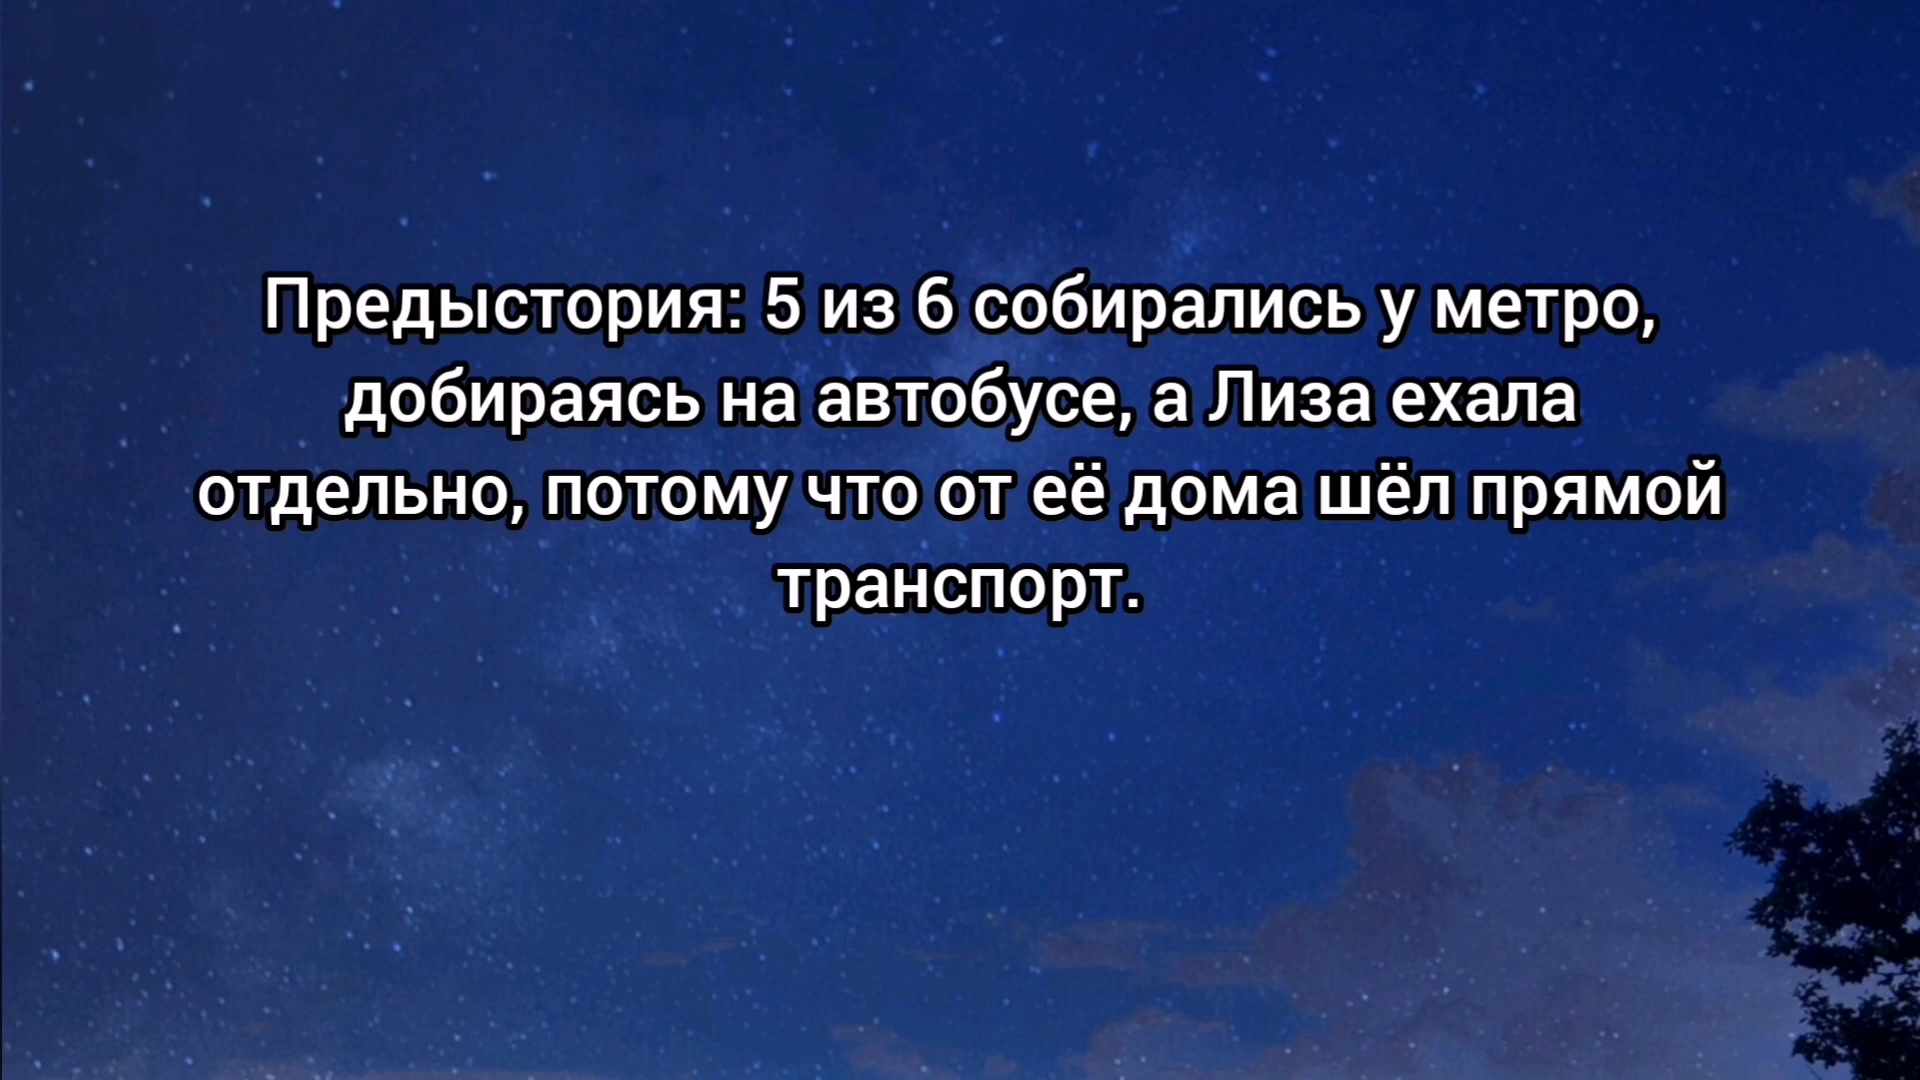 Предыстория: 5 из 6 собирались у метро,
добираясь на автобусе, а Лиза ехала
отдельно, потому что от её дома шёл прямой
транспорт.